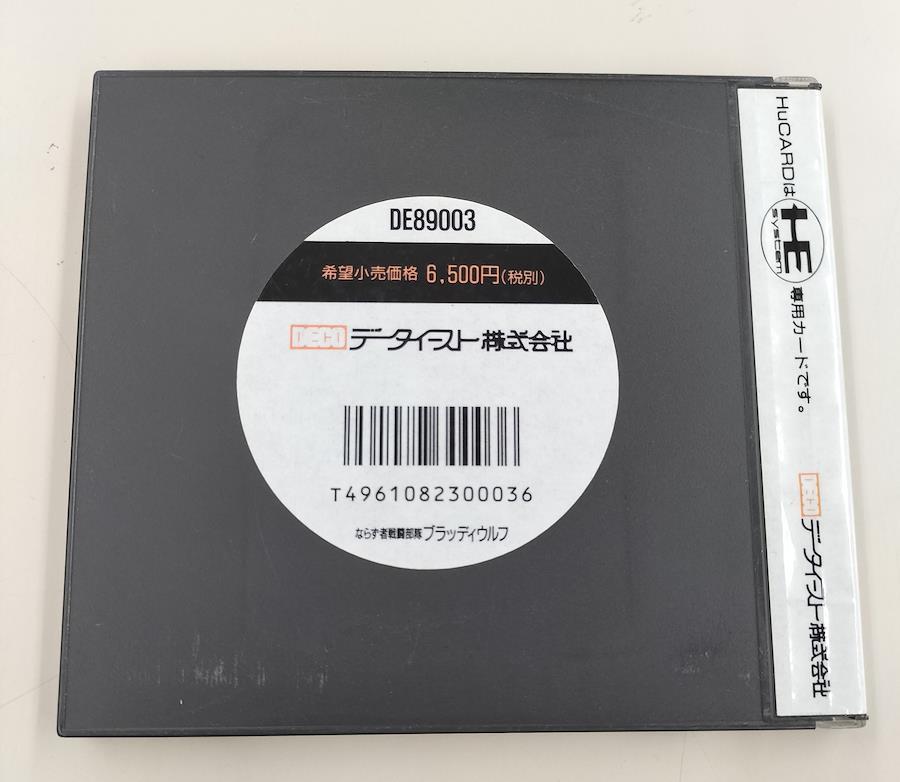 DE89003
希望小売価格 6,500円(税別)
DECO データイースト株式会社
T4961082300036
ならず者戦闘部隊 ブラッディウルフ
HuCARDは HE system 専用カードです。
DECO データイースト株式会社